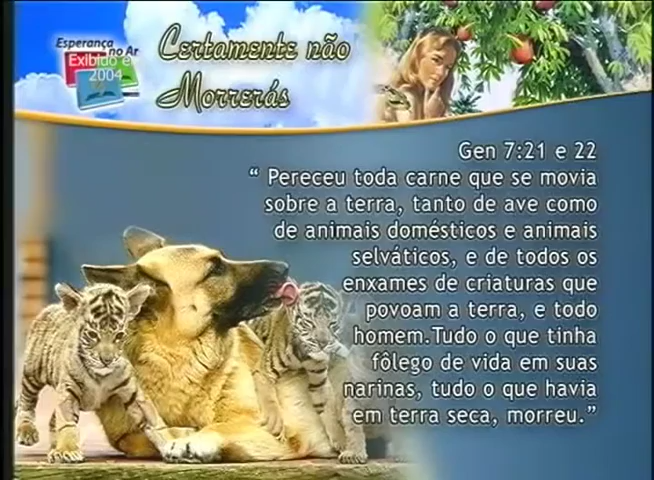 Esperança
no Ar
Exibido e
2004
Certamente não
Morrerás
Gen 7:21 e 22
“ Pereceu toda carne que se movia
sobre a terra, tanto de ave como
de animais domésticos e animais
selváticos, e de todos os
enxames de criaturas que
povoam a terra, e todo
homem.Tudo o que tinha
fôlego de vida em suas
narinas, tudo o que havia
em terra seca, morreu.”